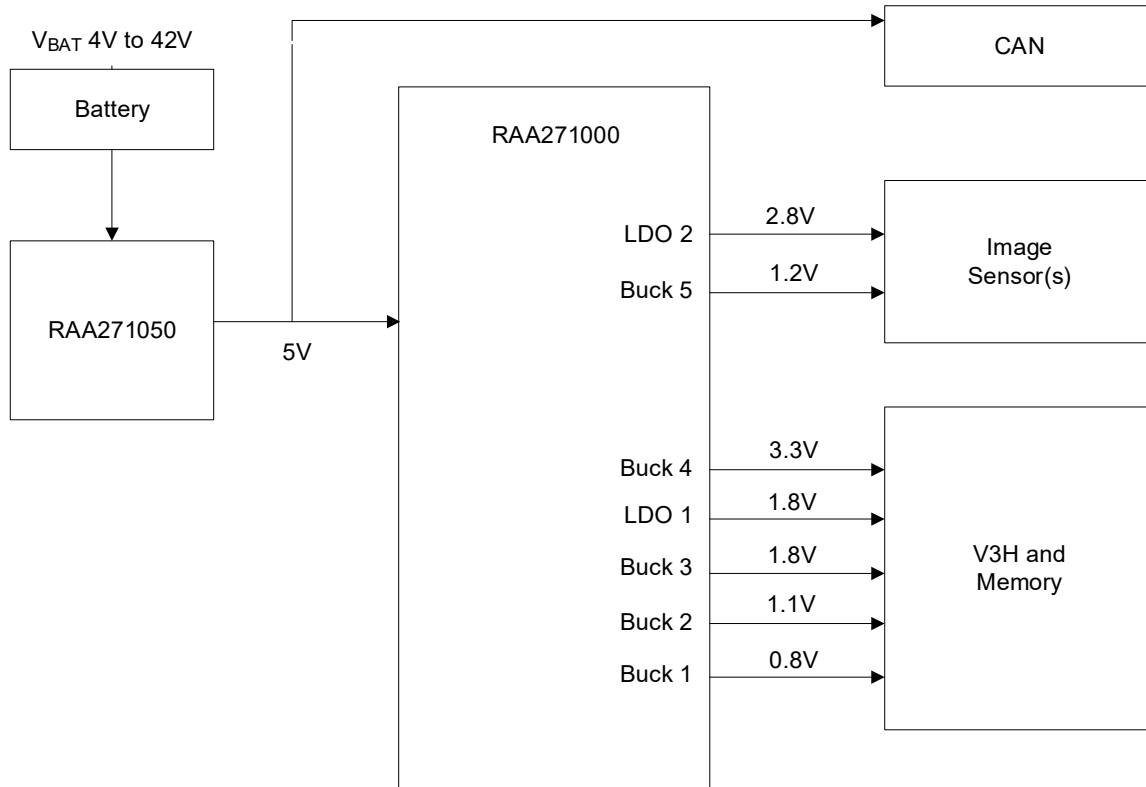 V_BAT 4V to 42V
Battery
RAA271050
5V
RAA271000
LDO 2
Buck 5
Buck 4
LDO 1
Buck 3
Buck 2
Buck 1
2.8V
1.2V
3.3V
1.8V
1.8V
1.1V
0.8V
CAN
Image
Sensor(s)
V3H and
Memory